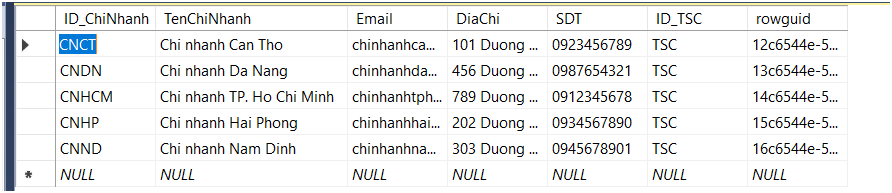 ID_ChiNhanh TenChiNhanh Email DiaChi SDT ID_TSC rowguid
CNCT Chi nhanh Can Tho chinhanhca... 101 Duong ... 0923456789 TSC 12c6544e-5...
CNDN Chi nhanh Da Nang chinhanhda... 456 Duong ... 0987654321 TSC 13c6544e-5...
CNHCM Chi nhanh TP. Ho Chi Minh chinhanhtph... 789 Duong ... 0912345678 TSC 14c6544e-5...
CNHP Chi nhanh Hai Phong chinhanhhai... 202 Duong ... 0934567890 TSC 15c6544e-5...
CNND Chi nhanh Nam Dinh chinhanhna... 303 Duong ... 0945678901 TSC 16c6544e-5...
* NULL NULL NULL NULL NULL NULL NULL